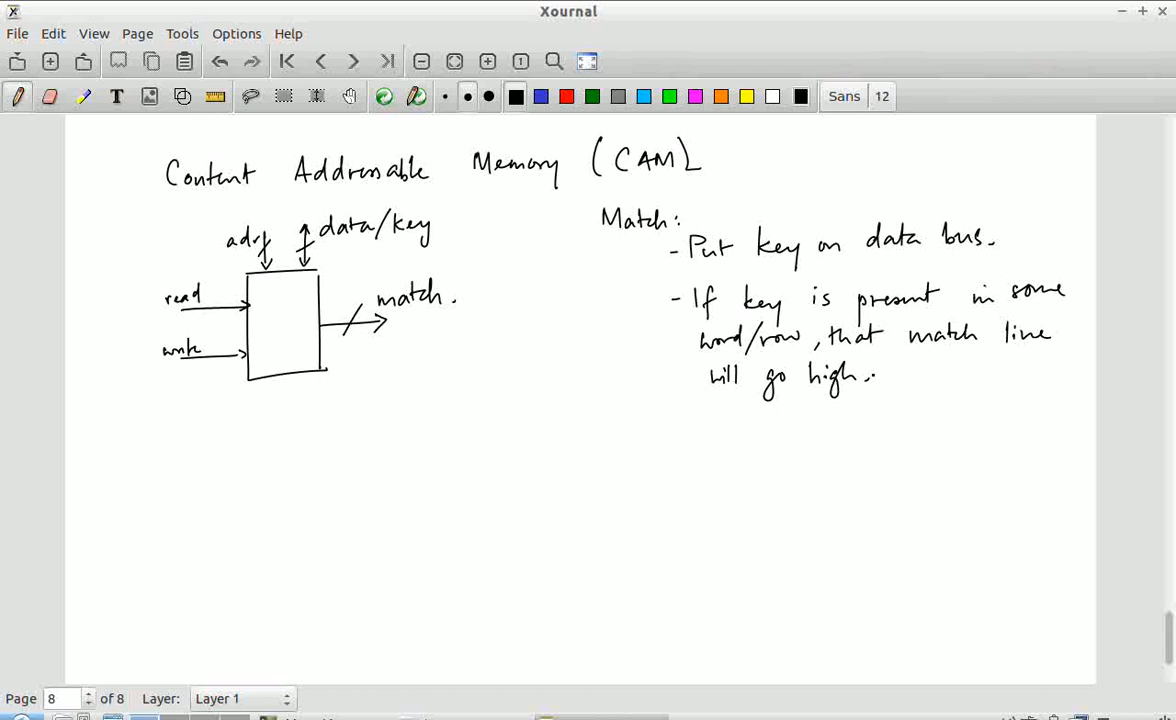 Xournal
File Edit View Page Tools Options Help
Sans 12
Content Addressable Memory (CAM)
adr data/key
read
write
match.
Match:
- Put key on data bus.
- If key is present in some
word/row, that match line
will go high.
Page 8 of 8 Layer: Layer 1